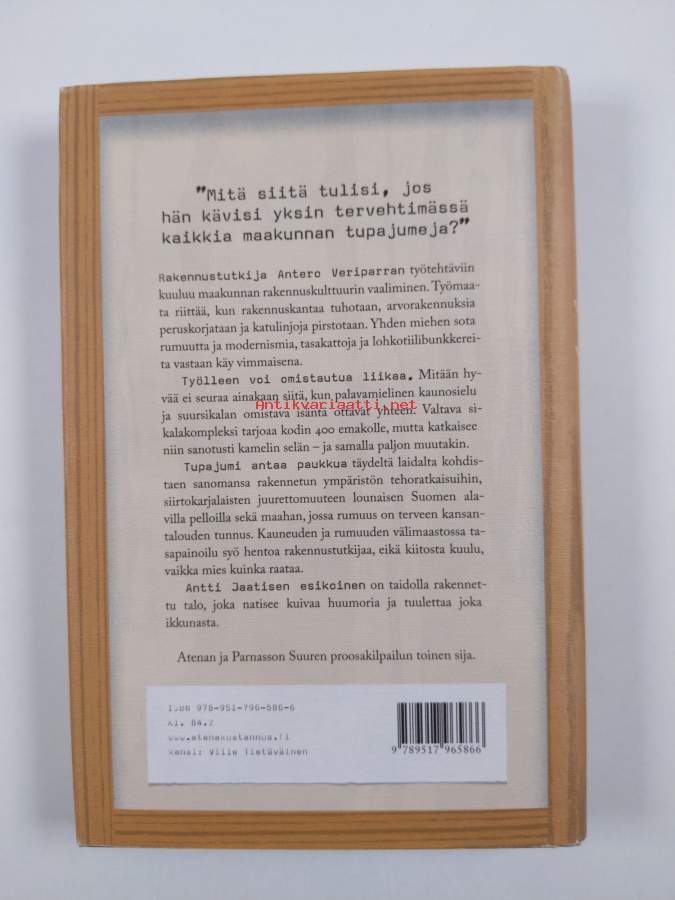 "Mitä siitä tulisi, jos
hän kävisi yksin tervehtimässä
kaikkia maakunnan tupajumeja?"
Rakennustutkija Antero Veriparran työtehtäviin
kuuluu maakunnan rakennuskulttuurin vaaliminen. Työmaa-
ta riittää, kun rakennuskantaa tuhotaan, arvorakennuksia
peruskorjataan ja katulinjoja pirstotaan. Yhden miehen sota
rumuutta ja modernismia, tasakattoja ja lohkotiilibunkkerei-
ta vastaan käy vimmaisena.
Työlleen voi omistautua liikaa. Mitään hy-
vää ei seuraa ainakaan siitä, kun palavamielinen kaunosielu
Antikvariaatti.net
ja suursikalan omistava isäntä ottavat yhteen. Valtava si-
kalakompleksi tarjoaa kodin 400 emakolle, mutta katkaisee
niin sanotusti kamelin selän – ja samalla paljon muutakin.
Tupajumi antaa paukkua täydeltä laidalta kohdis-
taen sanomansa rakennetun ympäristön tehoratkaisuihin,
siirtokarjalaisten juurettomuuteen lounaisen Suomen ala-
villa pelloilla sekä maahan, jossa rumuus on terveen kansan-
talouden tunnus. Kauneuden ja rumuuden välimaastossa ta-
sapainoilu syö hentoa rakennustutkijaa, eikä kiitosta kuulu,
vaikka mies kuinka raataa.
Antti Jaatisen esikoinen on taidolla rakennet-
tu talo, joka natisee kuivaa huumoria ja tuulettaa joka
ikkunasta.
Atenan ja Parnasson Suuren proosakilpailun toinen sija.
ISBN 978-951-796-586-6
KL. 84.2
www.atenakustannus.fi
Kansi: Ville Tietäväinen
9 789517 965866